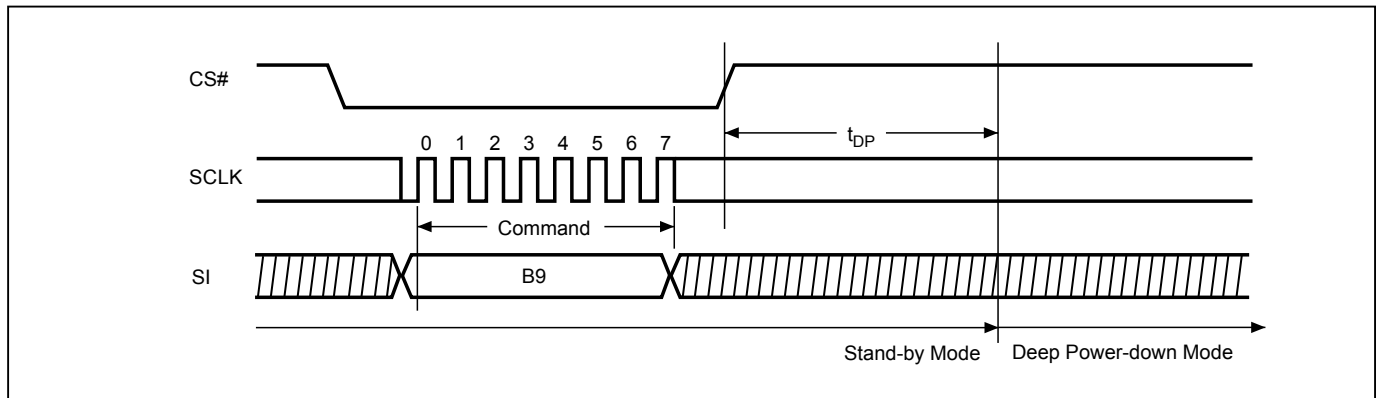 CS#
t_DP
0 1 2 3 4 5 6 7
SCLK
Command
SI
B9
Stand-by Mode
Deep Power-down Mode